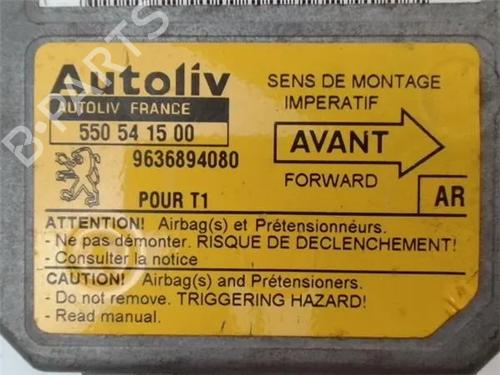 Autoliv
AUTOLIV FRANCE
550 54 15 00
9636894080
POUR T1
SENS DE MONTAGE
IMPERATIF
AVANT
FORWARD
AR
ATTENTION! Airbag(s) et Prétensionnéurs.
- Ne pas démonter. RISQUE DE DECLENCHEMENT!
- Consulter la notice
CAUTION! Airbag(s) and Prétensioners.
- Do not remove. TRIGGERING HAZARD!
- Read manual.
B-PARTS